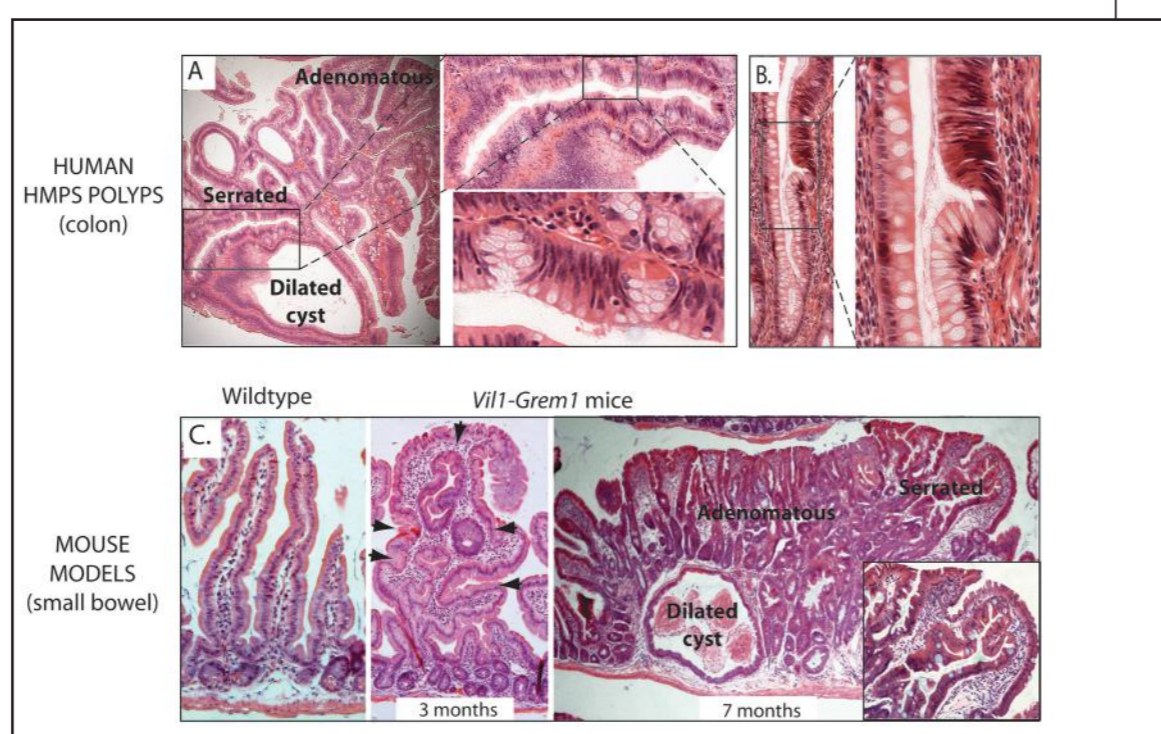 A
Adenomatous
Serrated
Dilated
cyst
B.
HUMAN
HMPS POLYPS
(colon)
Wildtype
Vil1-Grem1 mice
C.
Serrated
Adenomatous
Dilated
cyst
MOUSE
MODELS
(small bowel)
3 months
7 months